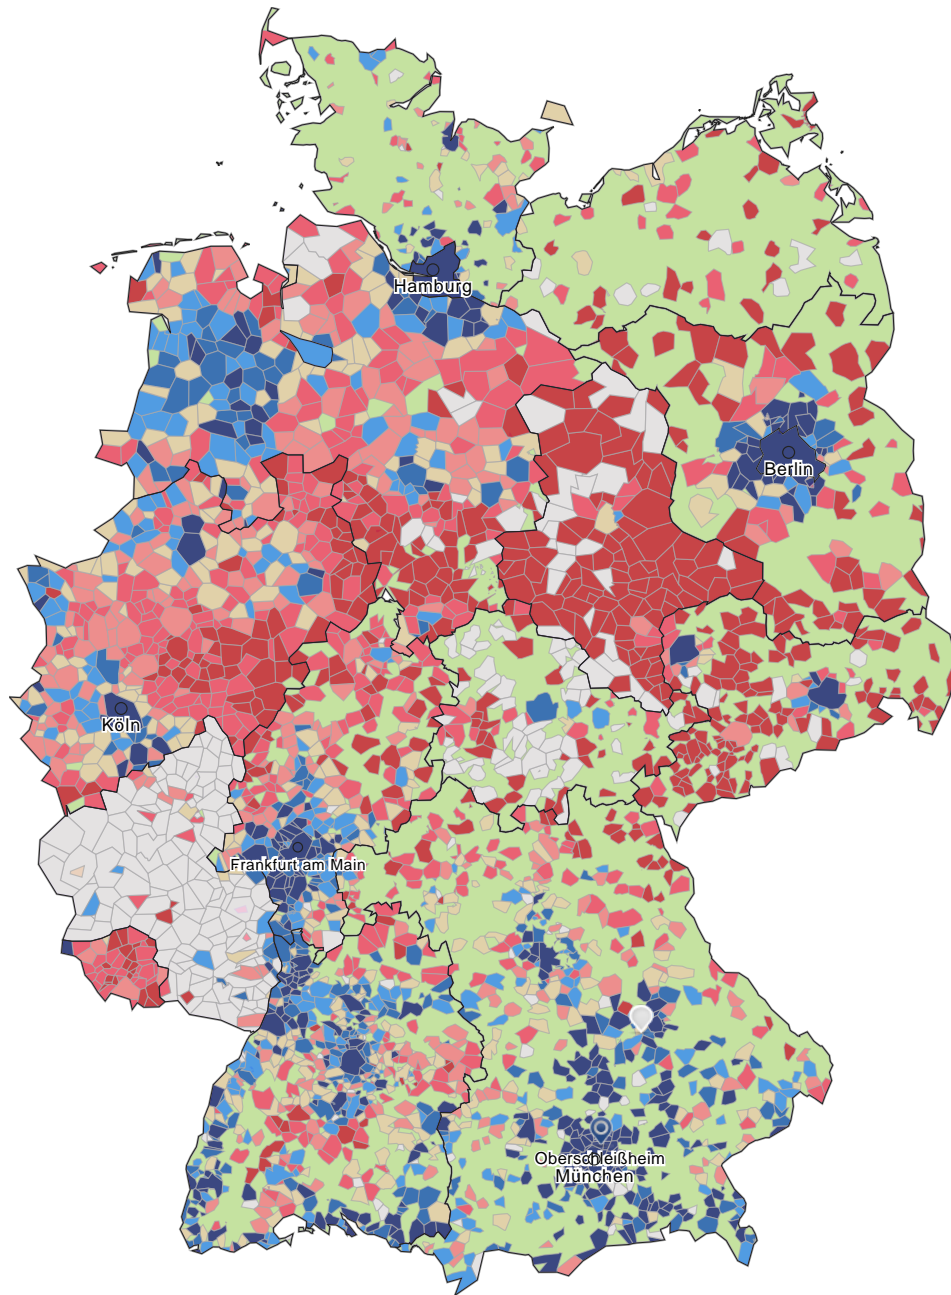 Hamburg
Berlin
Köln
Frankfurt am Main
Oberschleißheim
München